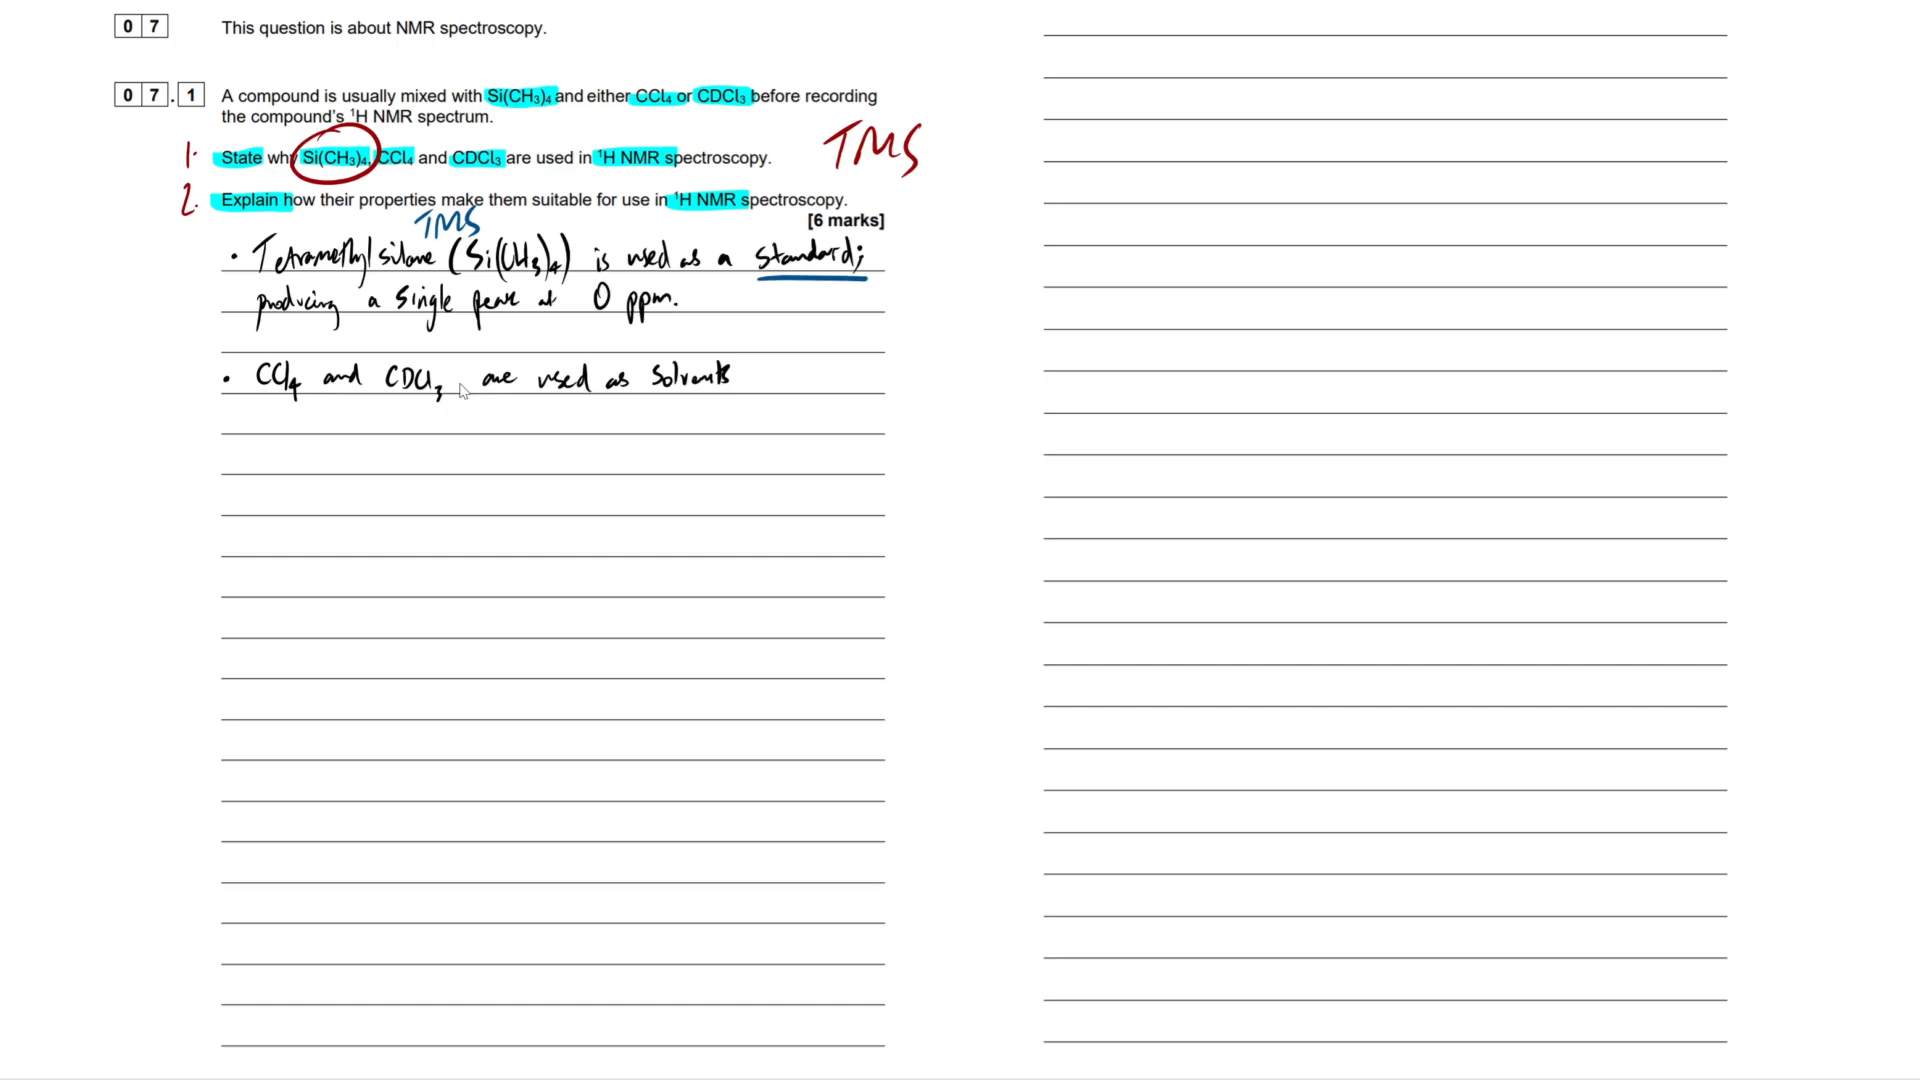 0 7 This question is about NMR spectroscopy.
0 7 . 1 A compound is usually mixed with Si(CH₃)₄ and either CCl₄ or CDCl₃ before recording
the compound's ¹H NMR spectrum.
TMS
1. State why Si(CH₃)₄, CCl₄ and CDCl₃ are used in ¹H NMR spectroscopy.
2. Explain how their properties make them suitable for use in ¹H NMR spectroscopy.
[6 marks]
TMS
• Tetramethylsilane (Si(CH₃)₄) is used as a standard;
producing a single peak at 0 ppm.
• CCl₄ and CDCl₃ are used as solvents